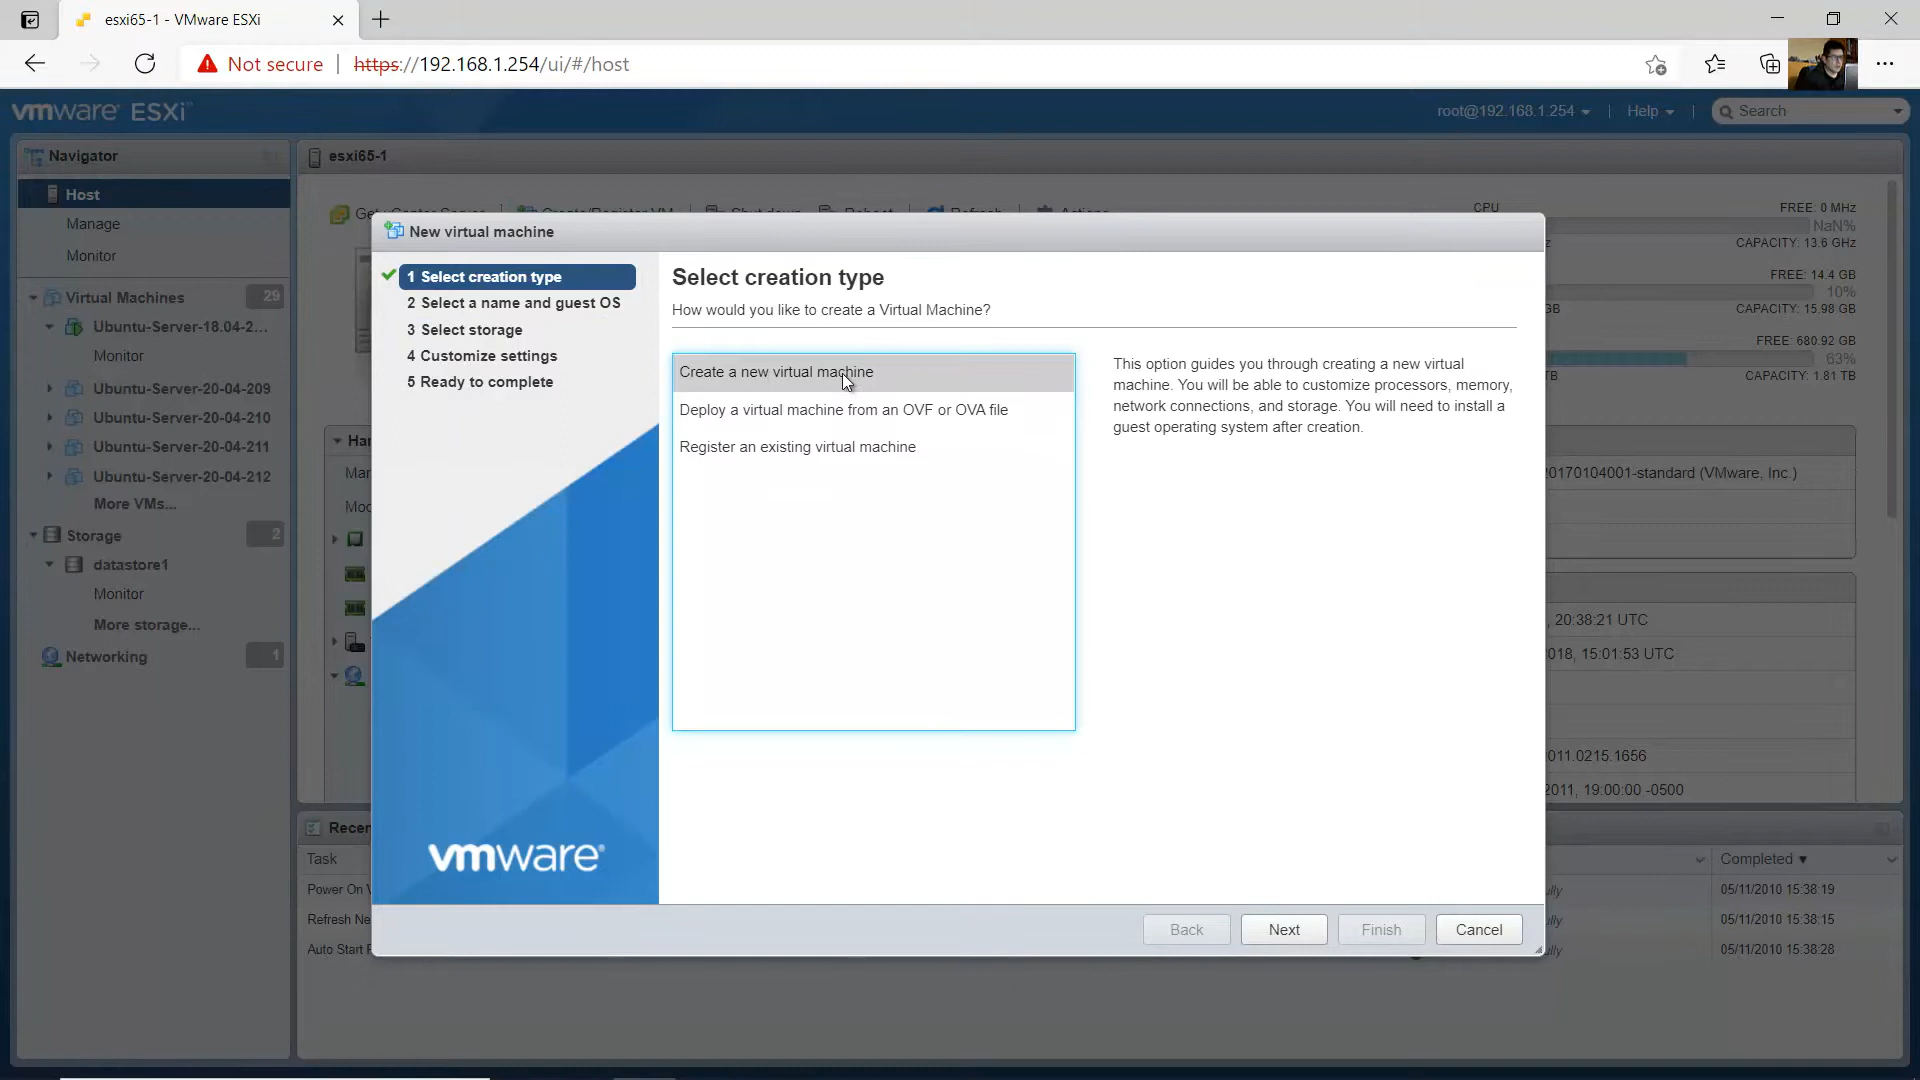 esxi65-1 - VMware ESXi
Not secure | https://192.168.1.254/ui/#/host
vmware ESXi
root@192.168.1.254 | Help | Search
Navigator
esxi65-1
Host
Manage
Monitor
Virtual Machines 29
Ubuntu-Server-18.04-2...
Monitor
Ubuntu-Server-20-04-209
Ubuntu-Server-20-04-210
Ubuntu-Server-20-04-211
Ubuntu-Server-20-04-212
More VMs...
Storage 2
datastore1
Monitor
More storage...
Networking 1
CPU
FREE: 0 MHz
NaN%
CAPACITY: 13.6 GHz
FREE: 14.4 GB
10%
CAPACITY: 15.98 GB
FREE: 680.92 GB
63%
CAPACITY: 1.81 TB
New virtual machine
1 Select creation type
2 Select a name and guest OS
3 Select storage
4 Customize settings
5 Ready to complete
vmware
Select creation type
How would you like to create a Virtual Machine?
Create a new virtual machine
Deploy a virtual machine from an OVF or OVA file
Register an existing virtual machine
This option guides you through creating a new virtual
machine. You will be able to customize processors, memory,
network connections, and storage. You will need to install a
guest operating system after creation.
Back Next Finish Cancel
0170104001-standard (VMware, Inc.)
, 20:38:21 UTC
018, 15:01:53 UTC
011.0215.1656
2011, 19:00:00 -0500
Recen
Task
Completed ▼
Power On V
05/11/2010 15:38:19
Refresh Ne
05/11/2010 15:38:15
Auto Start
05/11/2010 15:38:28